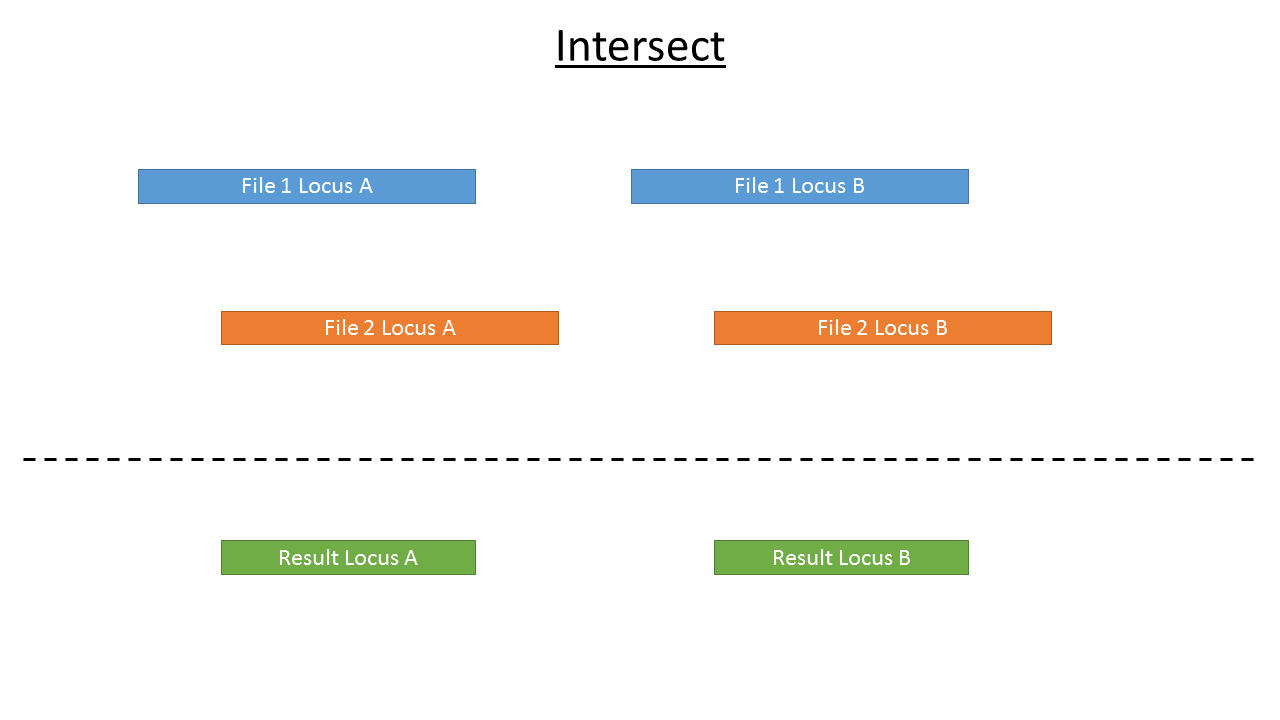 Intersect
File 1 Locus A
File 1 Locus B
File 2 Locus A
File 2 Locus B
Result Locus A
Result Locus B